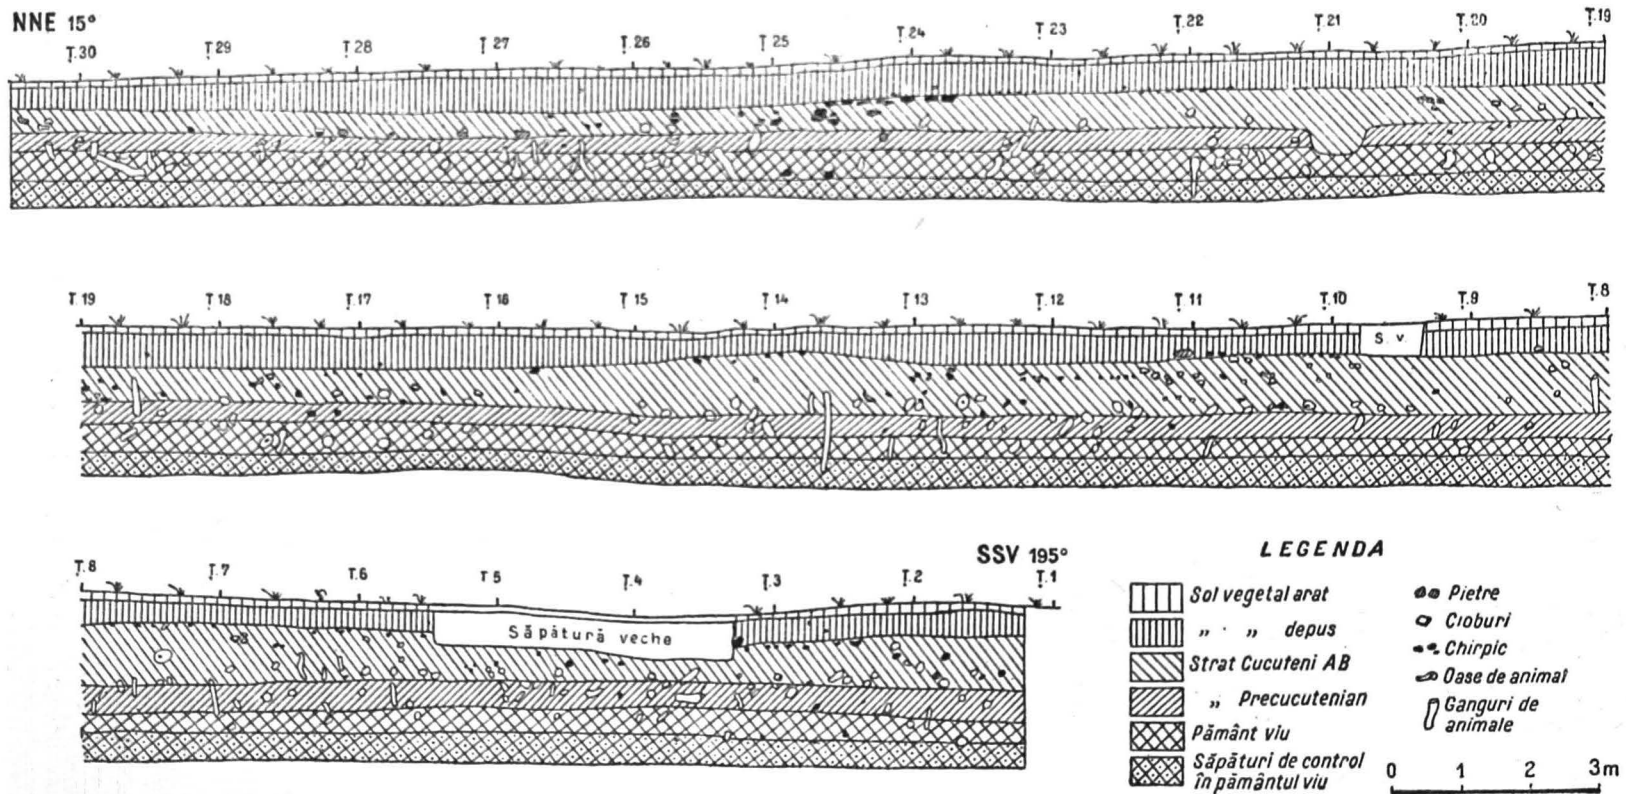 NNE 15°
Ț.30 Ț.29 Ț.28 Ț 27 Ț.26 Ț 25 Ț.24 Ț 23 Ț.22 Ț.21 Ț.20 Ț.19
Ț.19 Ț.18 Ț.17 Ț 16 Ț 15 Ț 14 Ț 13 Ț.12 Ț.11 Ț.10 Ț.9 Ț.8
S. v.
SSV 195°
Ț.8 Ț.7 Ț.6 Ț 5 Ț.4 Ț.3 Ț.2 Ț.1
Săpătură veche
LEGENDA
Sol vegetal arat
„ „ depus
Strat Cucuteni AB
„ Precucutenian
Pământ viu
Săpături de control
în pământul viu
Pietre
Cioburi
Chirpic
Oase de animal
Ganguri de
animale
0 1 2 3m